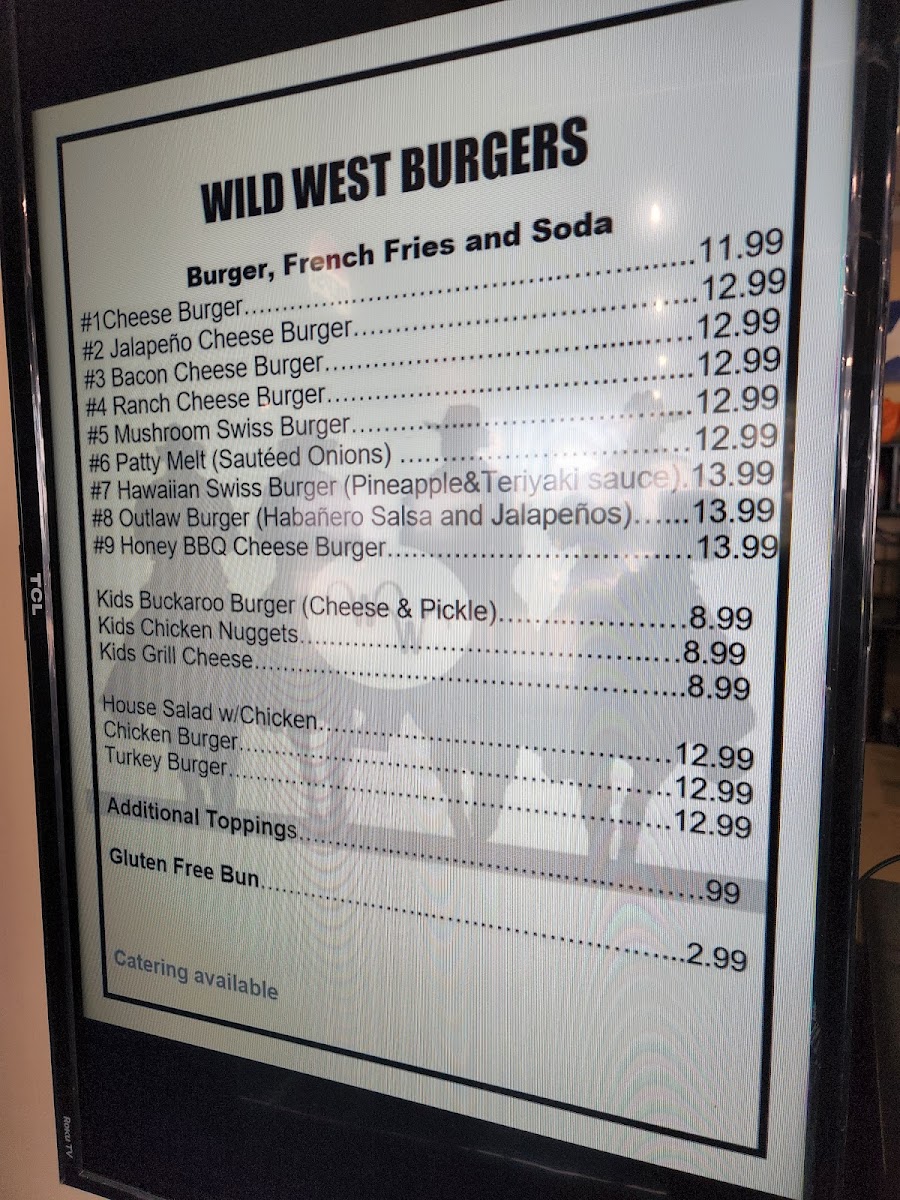 WILD WEST BURGERS
Burger, French Fries and Soda
#1Cheese Burger.......................................................11.99
#2 Jalapeño Cheese Burger.......................................12.99
#3 Bacon Cheese Burger...........................................12.99
#4 Ranch Cheese Burger...........................................12.99
#5 Mushroom Swiss Burger.......................................12.99
#6 Patty Melt (Sautéed Onions) .................................12.99
#7 Hawaiian Swiss Burger (Pineapple&Teriyaki sauce).13.99
#8 Outlaw Burger (Habañero Salsa and Jalapeños)......13.99
#9 Honey BBQ Cheese Burger...................................13.99
Kids Buckaroo Burger (Cheese & Pickle).....................8.99
Kids Chicken Nuggets...............................................8.99
Kids Grill Cheese......................................................8.99
House Salad w/Chicken..........................................12.99
Chicken Burger.......................................................12.99
Turkey Burger.........................................................12.99
Additional Toppings....................................................99
Gluten Free Bun......................................................2.99
Catering available
TCL
Roku TV